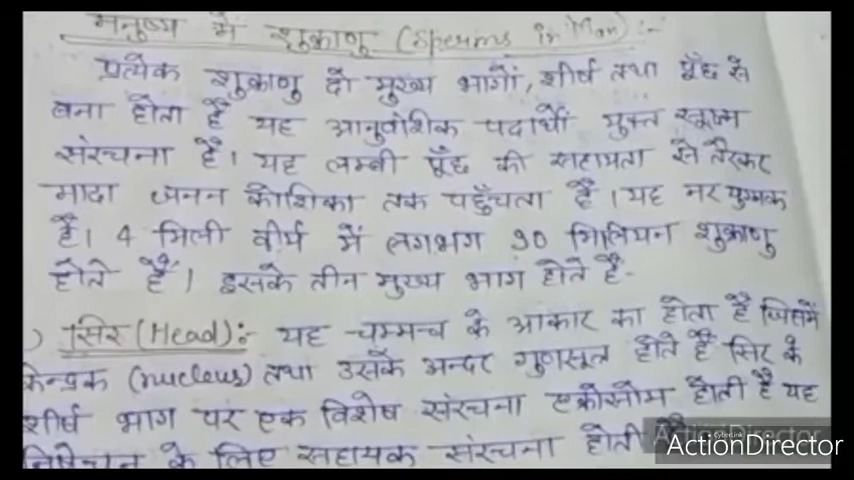 मनुष्य में शुक्राणु (Sperms in Man) :-
प्रत्येक शुक्राणु दो मुख्य भागों, शीर्ष तथा पूँछ से
बना होता है यह आनुवांशिक पदार्थों युक्त सूक्ष्म
संरचना है। यह लम्बी पूँछ की सहायता से तैरकर
मादा जनन कोशिका तक पहुँचता है। यह नर युग्मक
है। 4 मिली वीर्य में लगभग 90 मिलियन शुक्राणु
होते हैं। इसके तीन मुख्य भाग होते हैं-
) सिर (Head):- यह चम्मच के आकार का होता है जिसमें
केन्द्रक (nucleus) तथा उसके अन्दर गुणसूत्र होते हैं सिर के
शीर्ष भाग पर एक विशेष संरचना एक्रोसोम होती है यह
निषेचन के लिए सहायक संरचना होती
CyberLink
ActionDirector